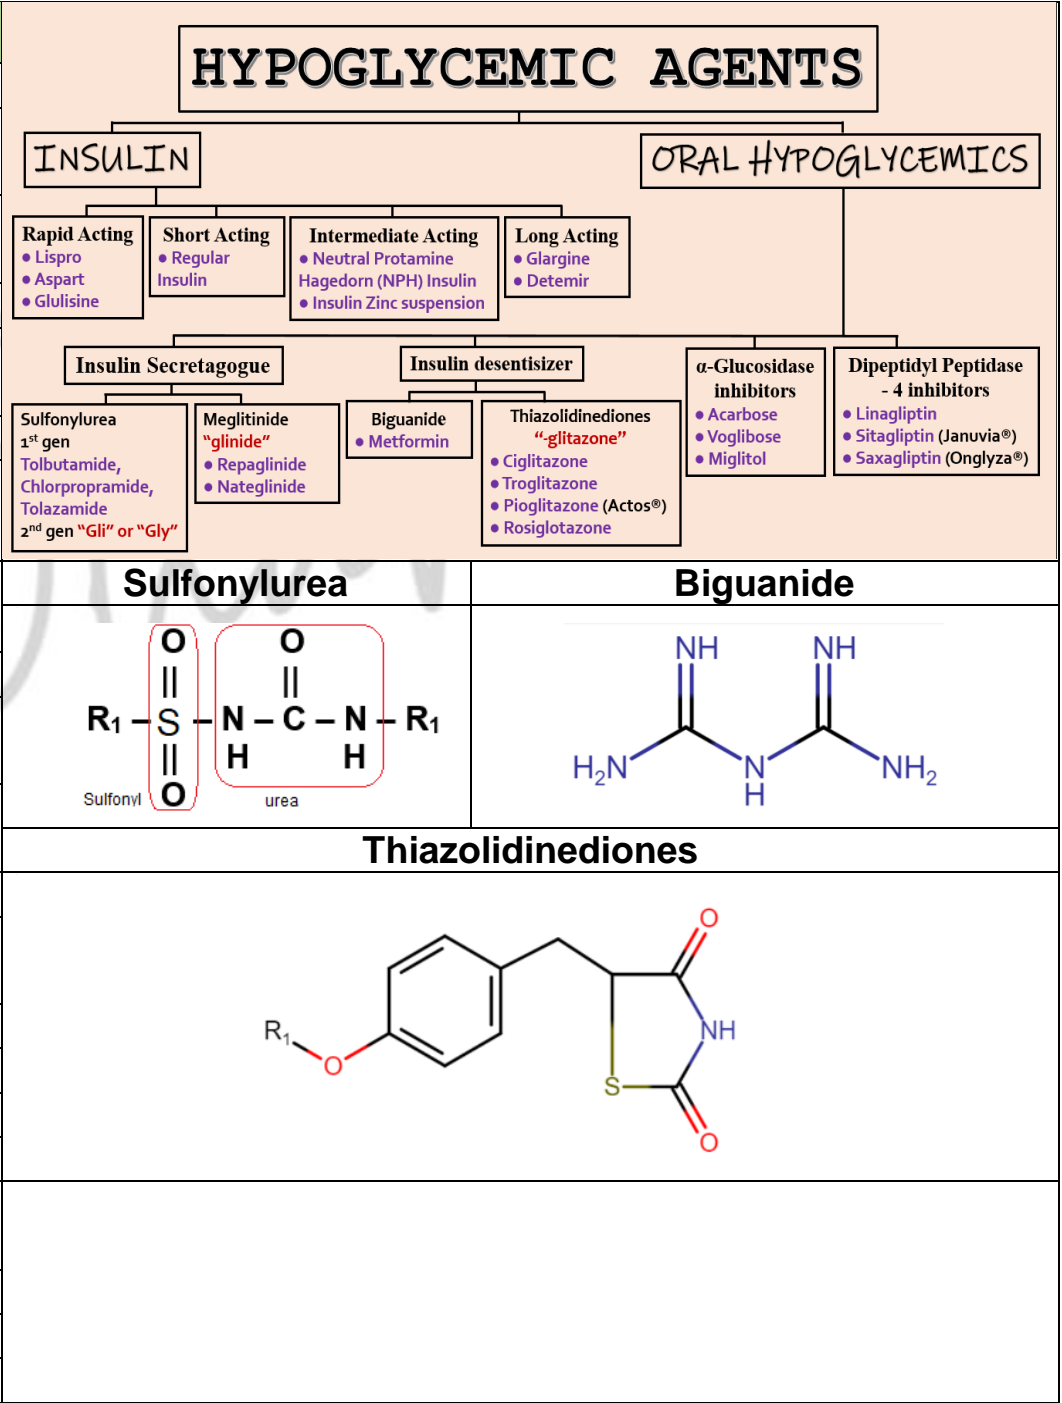 HYPOGLYCEMIC AGENTS
INSULIN
ORAL HYPOGLYCEMICS
Rapid Acting
● Lispro
● Aspart
● Glulisine
Short Acting
● Regular
Insulin
Intermediate Acting
● Neutral Protamine
Hagedorn (NPH) Insulin
● Insulin Zinc suspension
Long Acting
● Glargine
● Detemir
Insulin Secretagogue
Sulfonylurea
1st gen
Tolbutamide,
Chlorpropramide,
Tolazamide
2nd gen “Gli” or “Gly”
Meglitinide
“glinide”
● Repaglinide
● Nateglinide
Insulin desentisizer
Biguanide
● Metformin
Thiazolidinediones
“-glitazone”
● Ciglitazone
● Troglitazone
● Pioglitazone (Actos®)
● Rosiglotazone
α-Glucosidase
inhibitors
● Acarbose
● Voglibose
● Miglitol
Dipeptidyl Peptidase
- 4 inhibitors
● Linagliptin
● Sitagliptin (Januvia®)
● Saxagliptin (Onglyza®)
Sulfonylurea
O O
R1 – S – N – C – N – R1
H H
Sulfonyl O urea
Biguanide
NH NH
H2N N NH2
H
Thiazolidinediones
O
R1 NH
O
S
O